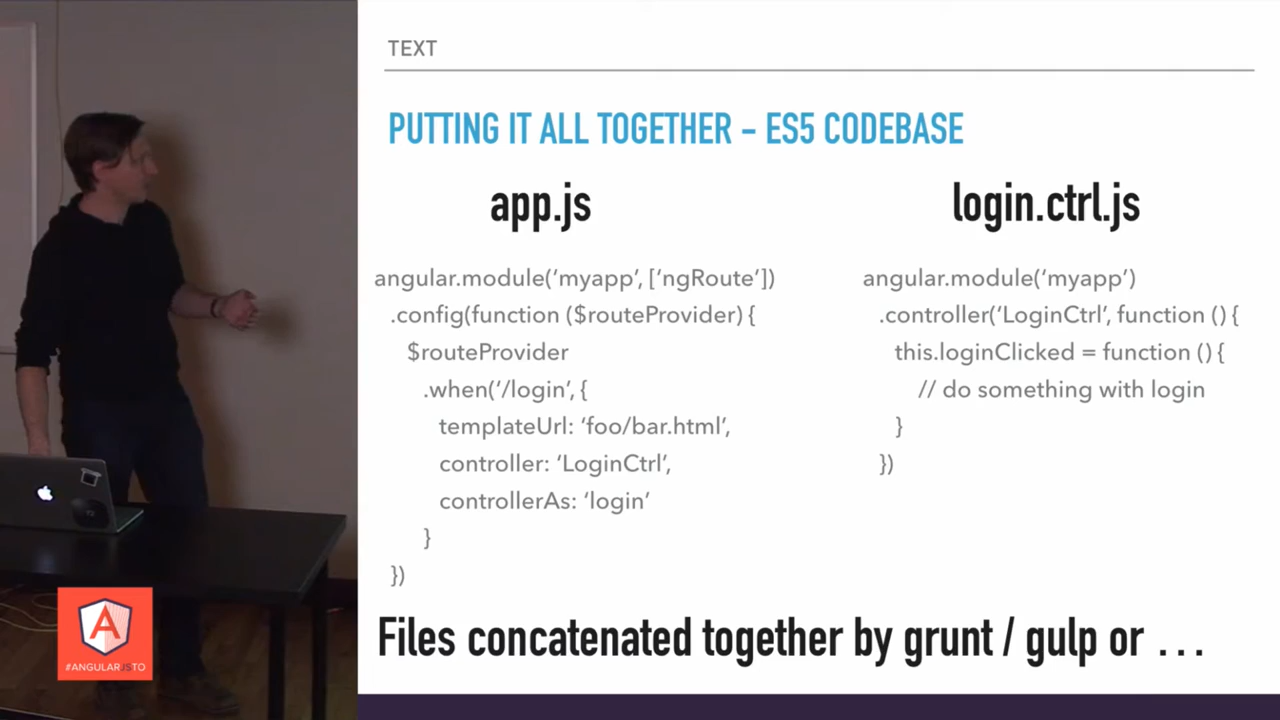 TEXT
PUTTING IT ALL TOGETHER – ES5 CODEBASE
app.js
angular.module(‘myapp’, [‘ngRoute’])
.config(function ($routeProvider) {
$routeProvider
.when(‘/login’, {
templateUrl: ‘foo/bar.html’,
controller: ‘LoginCtrl’,
controllerAs: ‘login’
}
})
login.ctrl.js
angular.module(‘myapp’)
.controller(‘LoginCtrl’, function () {
this.loginClicked = function () {
// do something with login
}
})
Files concatenated together by grunt / gulp or …
A
#ANGULARJSTO